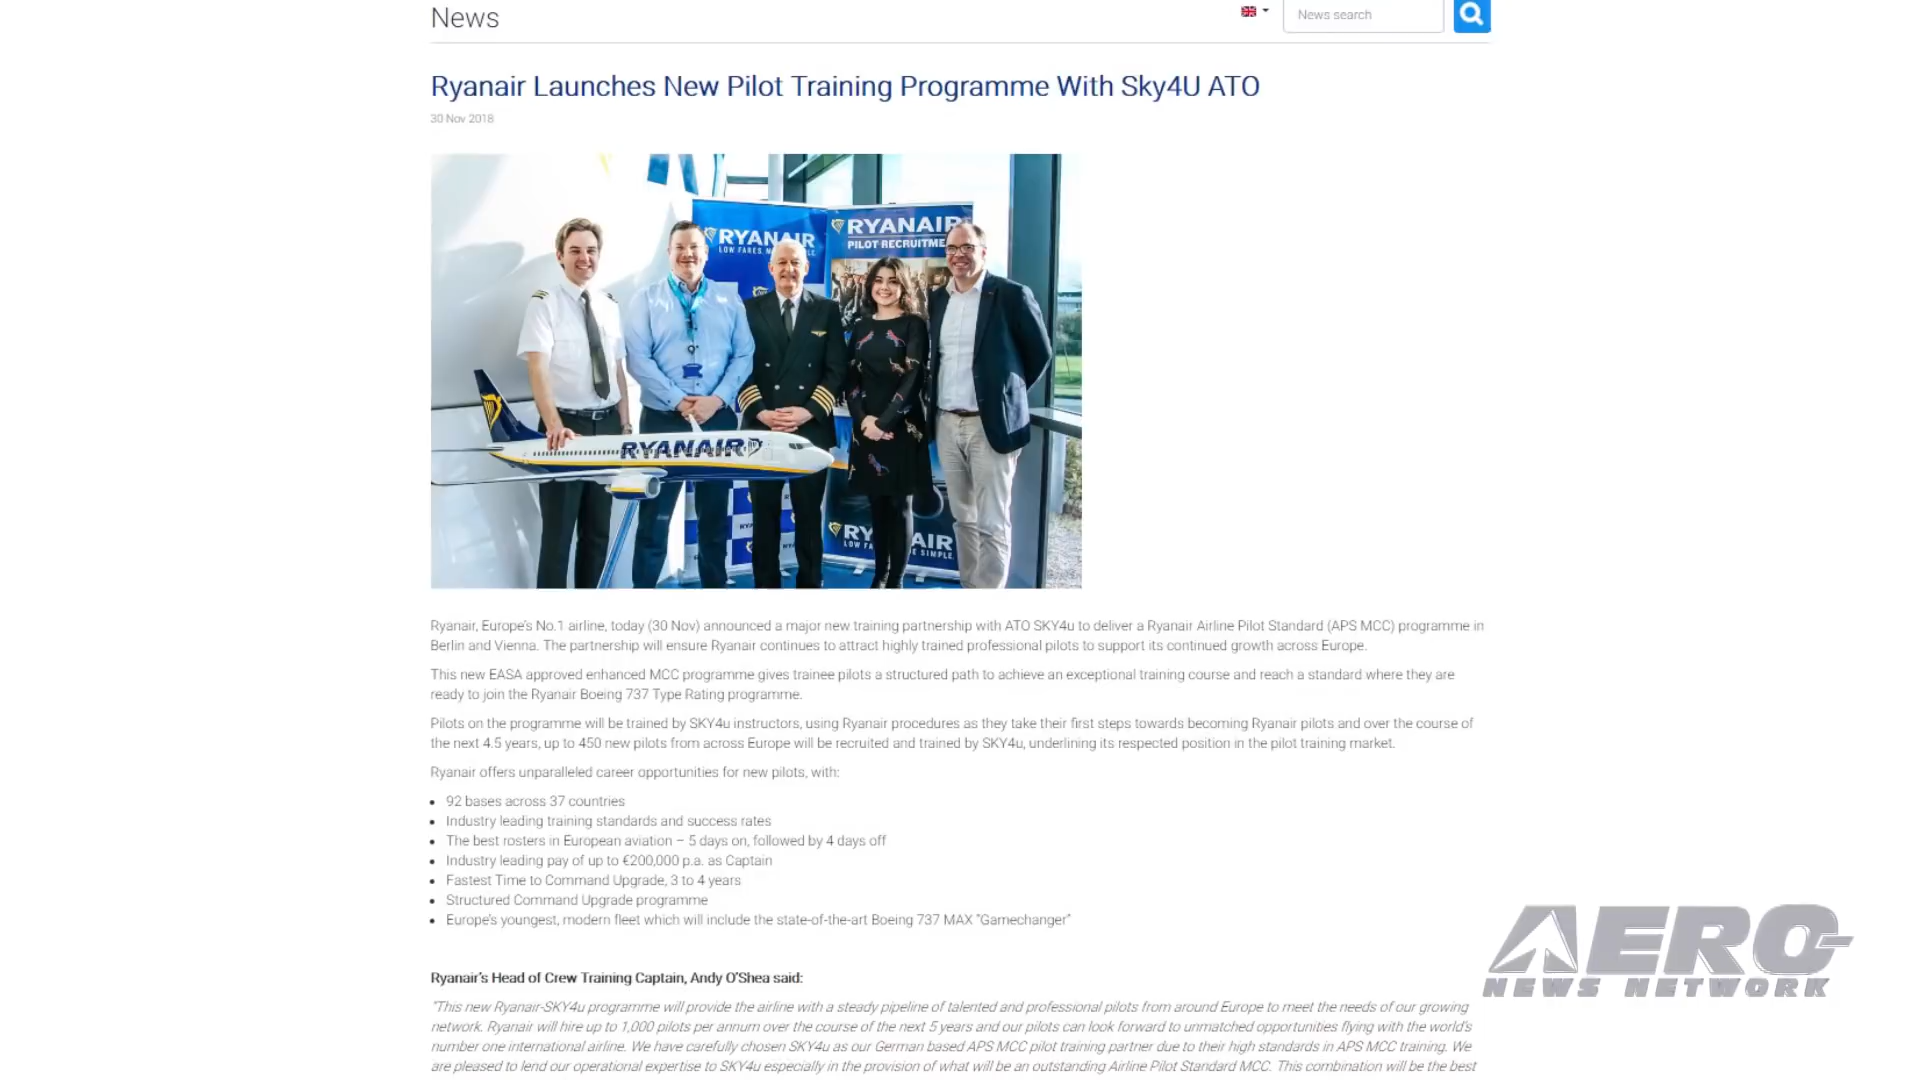 News
News search
Ryanair Launches New Pilot Training Programme With Sky4U ATO
30 Nov 2018
RYANAIR
LOW FARES.
RYANAIR
PILOT RECRUITME
RYANAIR
RY AIR
LOW FA E SIMPLE.
Ryanair, Europe's No.1 airline, today (30 Nov) announced a major new training partnership with ATO SKY4u to deliver a Ryanair Airline Pilot Standard (APS MCC) programme in
Berlin and Vienna. The partnership will ensure Ryanair continues to attract highly trained professional pilots to support its continued growth across Europe.
This new EASA approved enhanced MCC programme gives trainee pilots a structured path to achieve an exceptional training course and reach a standard where they are
ready to join the Ryanair Boeing 737 Type Rating programme.
Pilots on the programme will be trained by SKY4u instructors, using Ryanair procedures as they take their first steps towards becoming Ryanair pilots and over the course of
the next 4.5 years, up to 450 new pilots from across Europe will be recruited and trained by SKY4u, underlining its respected position in the pilot training market.
Ryanair offers unparalleled career opportunities for new pilots, with:
• 92 bases across 37 countries
• Industry leading training standards and success rates
• The best rosters in European aviation – 5 days on, followed by 4 days off
• Industry leading pay of up to €200,000 p.a. as Captain
• Fastest Time to Command Upgrade, 3 to 4 years
• Structured Command Upgrade programme
• Europe's youngest, modern fleet which will include the state-of-the-art Boeing 737 MAX "Gamechanger"
Ryanair's Head of Crew Training Captain, Andy O'Shea said:
"This new Ryanair-SKY4u programme will provide the airline with a steady pipeline of talented and professional pilots from around Europe to meet the needs of our growing
network. Ryanair will hire up to 1,000 pilots per annum over the course of the next 5 years and our pilots can look forward to unmatched opportunities flying with the world's
number one international airline. We have carefully chosen SKY4u as our German based APS MCC pilot training partner due to their high standards in APS MCC training. We
are pleased to lend our operational expertise to SKY4u especially in the provision of what will be an outstanding Airline Pilot Standard MCC. This combination will be the best
AERO-
NEWS NETWORK